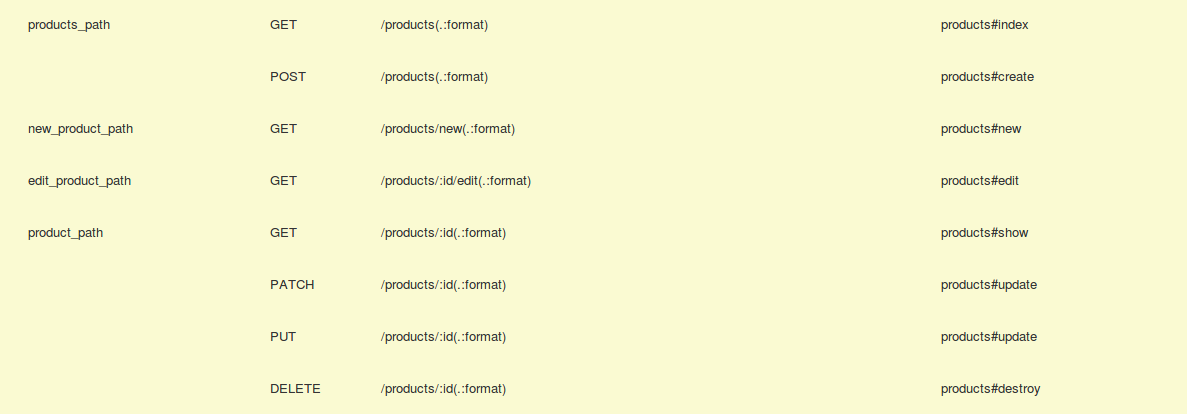 products_path GET /products(.:format) products#index
POST /products(.:format) products#create
new_product_path GET /products/new(.:format) products#new
edit_product_path GET /products/:id/edit(.:format) products#edit
product_path GET /products/:id(.:format) products#show
PATCH /products/:id(.:format) products#update
PUT /products/:id(.:format) products#update
DELETE /products/:id(.:format) products#destroy